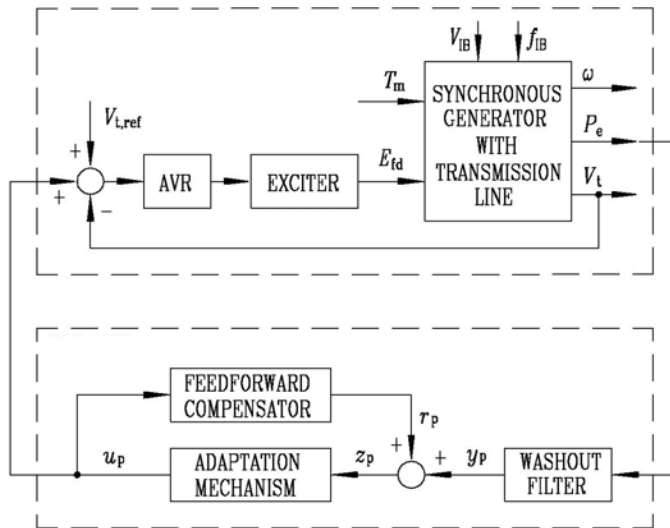 V_IB f_IB
T_m
ω
SYNCHRONOUS
GENERATOR
WITH
TRANSMISSION
LINE
P_e
V_t
V_t,ref
+
+
−
AVR
EXCITER
E_fd
FEEDFORWARD
COMPENSATOR
r_p
u_p
ADAPTATION
MECHANISM
z_p
+
+
y_p
WASHOUT
FILTER